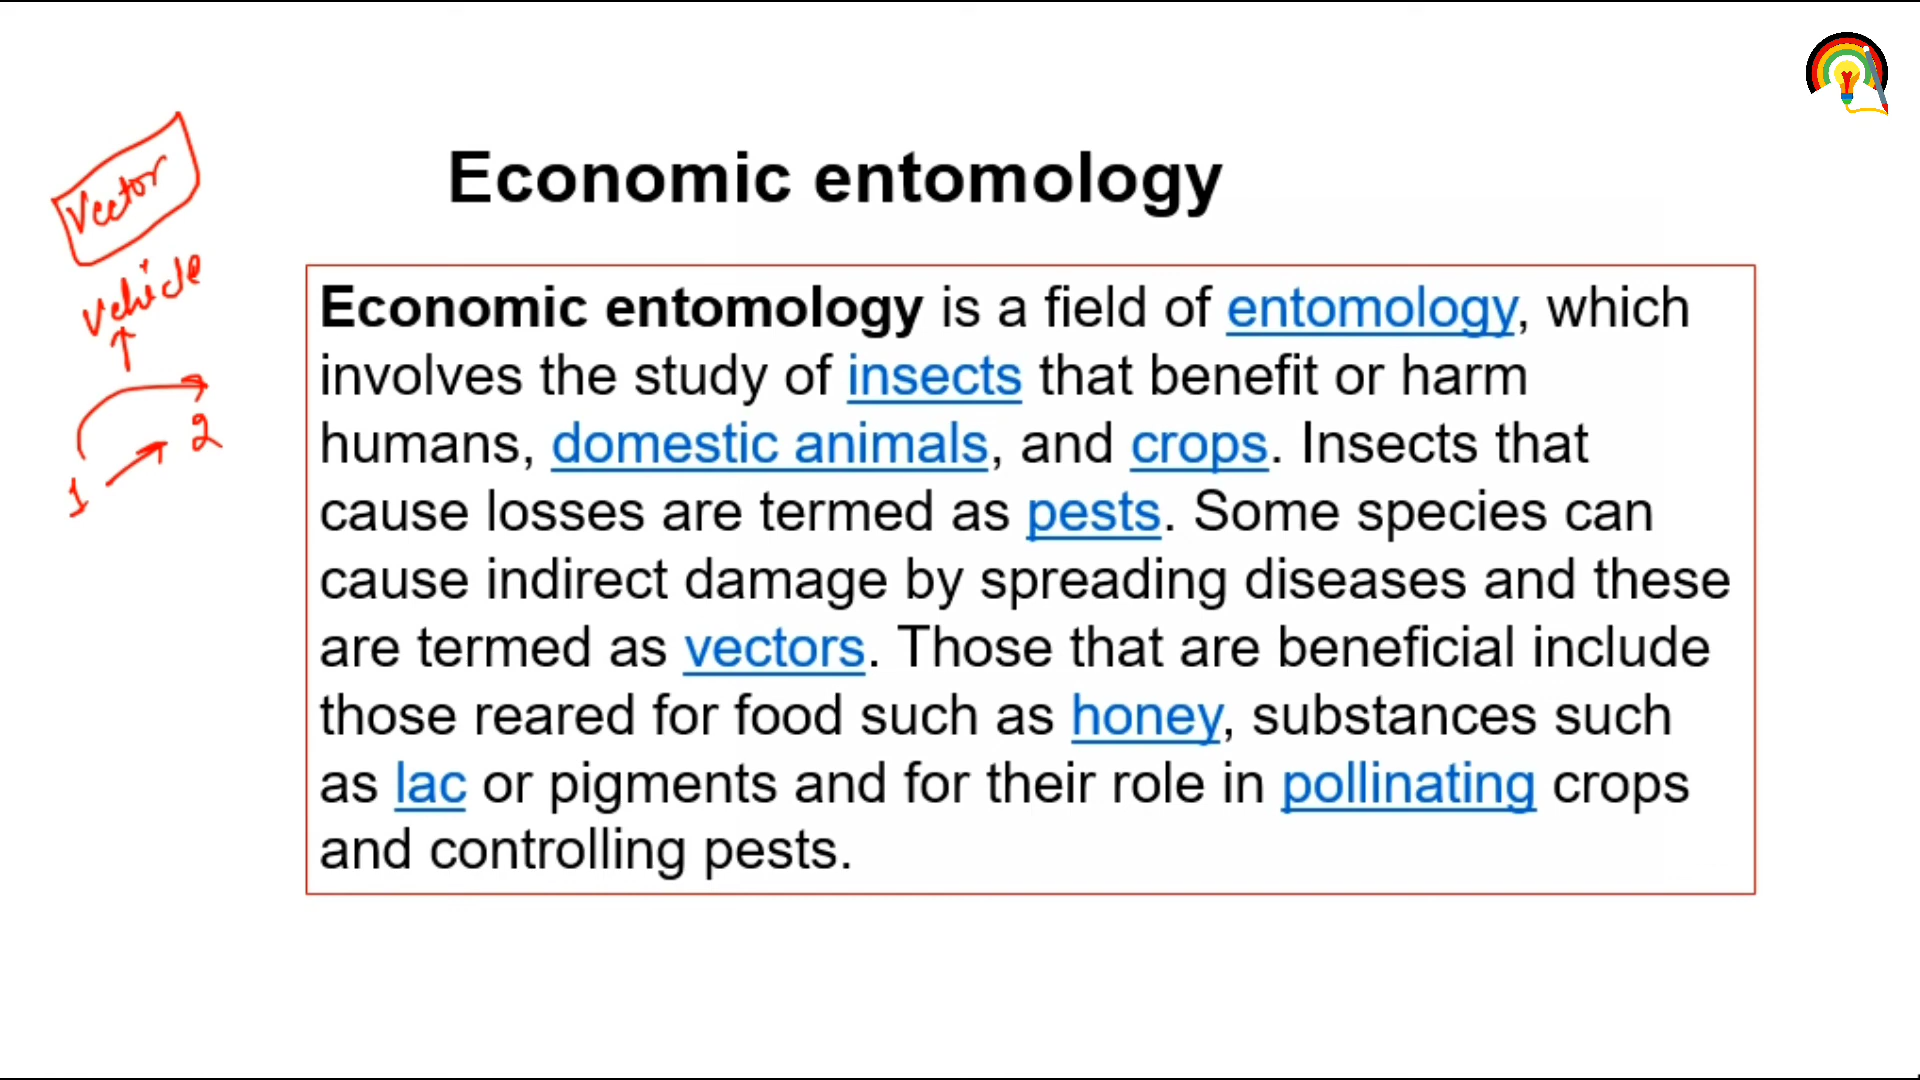 Economic entomology
Vector
Vehicle
1
2
Economic entomology is a field of entomology, which
involves the study of insects that benefit or harm
humans, domestic animals, and crops. Insects that
cause losses are termed as pests. Some species can
cause indirect damage by spreading diseases and these
are termed as vectors. Those that are beneficial include
those reared for food such as honey, substances such
as lac or pigments and for their role in pollinating crops
and controlling pests.